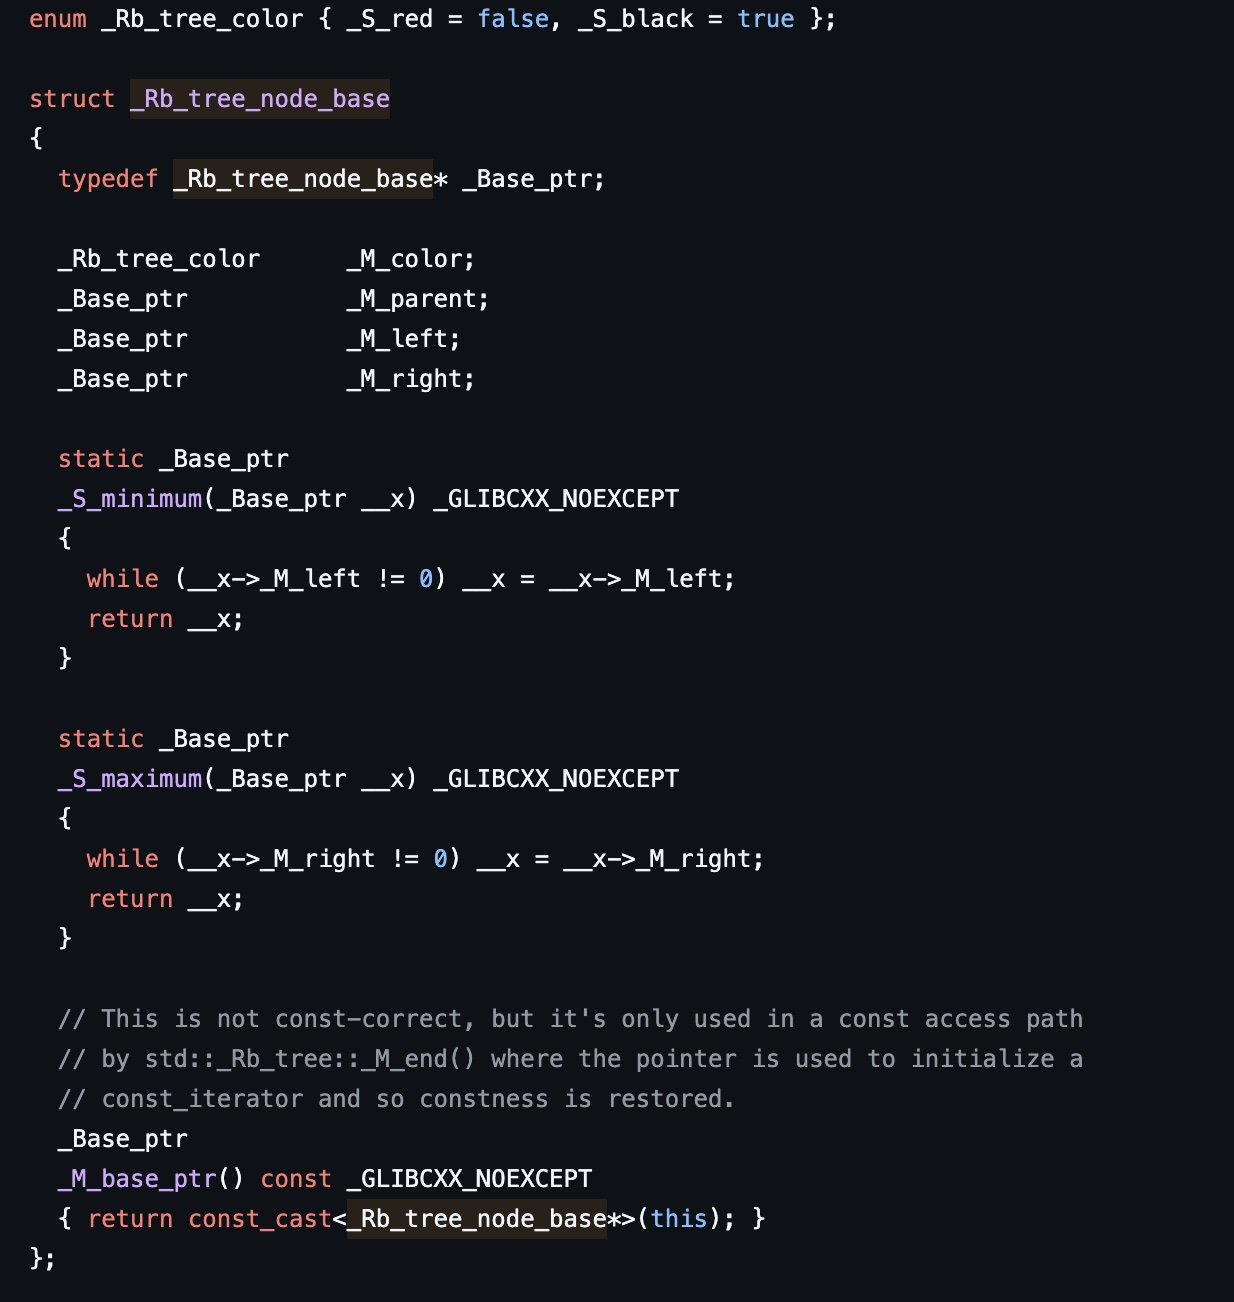 enum _Rb_tree_color { _S_red = false, _S_black = true };
struct _Rb_tree_node_base
{
typedef _Rb_tree_node_base* _Base_ptr;
_Rb_tree_color _M_color;
_Base_ptr _M_parent;
_Base_ptr _M_left;
_Base_ptr _M_right;
static _Base_ptr
_S_minimum(_Base_ptr __x) _GLIBCXX_NOEXCEPT
{
while (__x->_M_left != 0) __x = __x->_M_left;
return __x;
}
static _Base_ptr
_S_maximum(_Base_ptr __x) _GLIBCXX_NOEXCEPT
{
while (__x->_M_right != 0) __x = __x->_M_right;
return __x;
}
// This is not const-correct, but it's only used in a const access path
// by std::_Rb_tree::_M_end() where the pointer is used to initialize a
// const_iterator and so constness is restored.
_Base_ptr
_M_base_ptr() const _GLIBCXX_NOEXCEPT
{ return const_cast<_Rb_tree_node_base*>(this); }
};